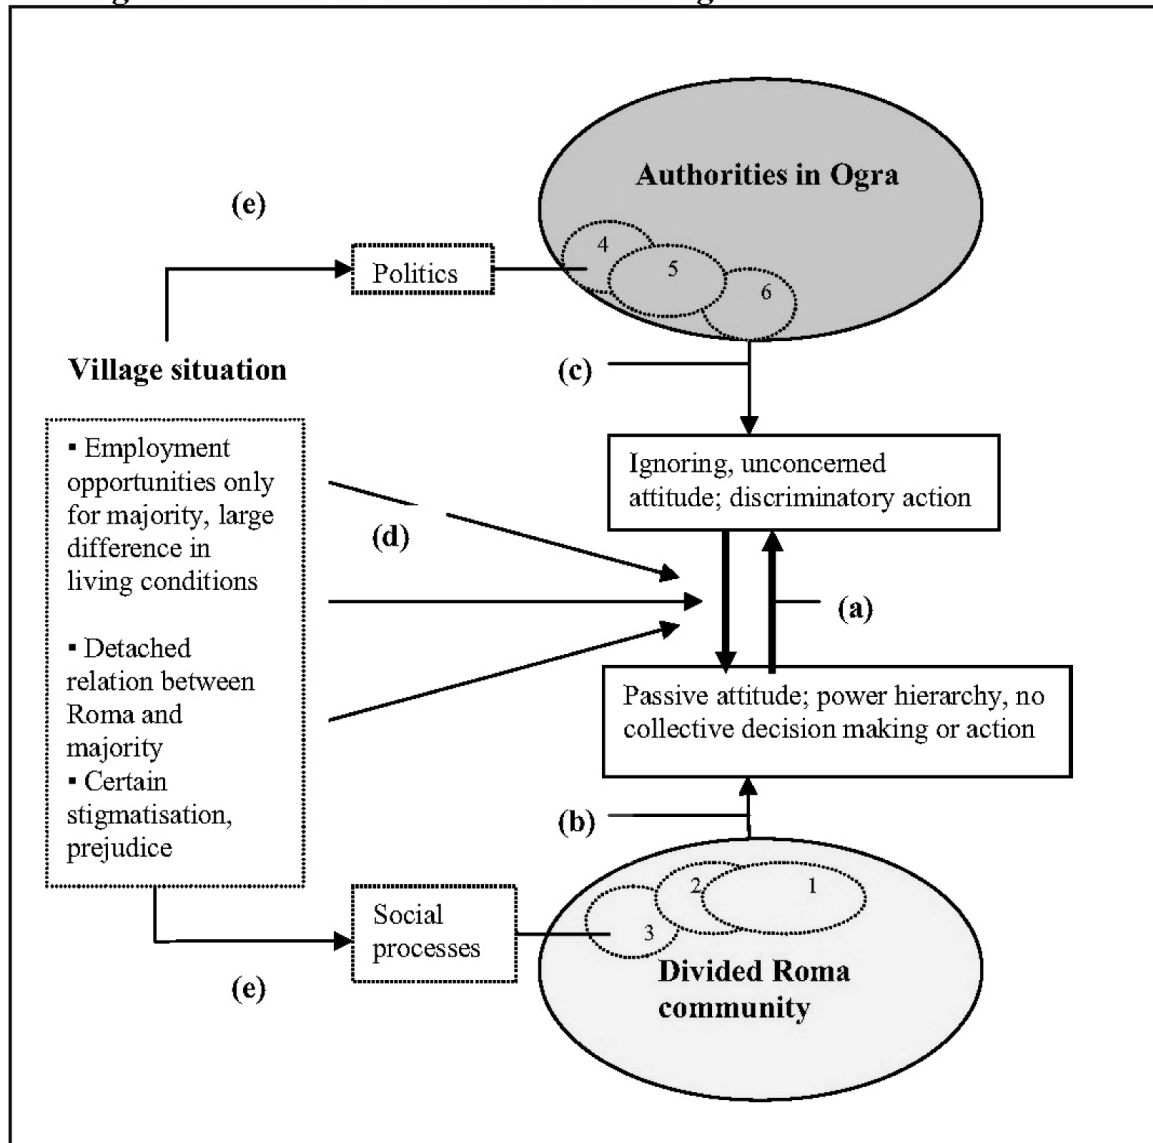 Authorities in Ogra
(e)
4
5
6
Politics
Village situation
(c)
▪ Employment
opportunities only
for majority, large
difference in
living conditions
▪ Detached
relation between
Roma and
majority
▪ Certain
stigmatisation,
prejudice
Ignoring, unconcerned
attitude; discriminatory action
(d)
(a)
Passive attitude; power hierarchy, no
collective decision making or action
(b)
Social
processes
(e)
1
2
3
Divided Roma
community